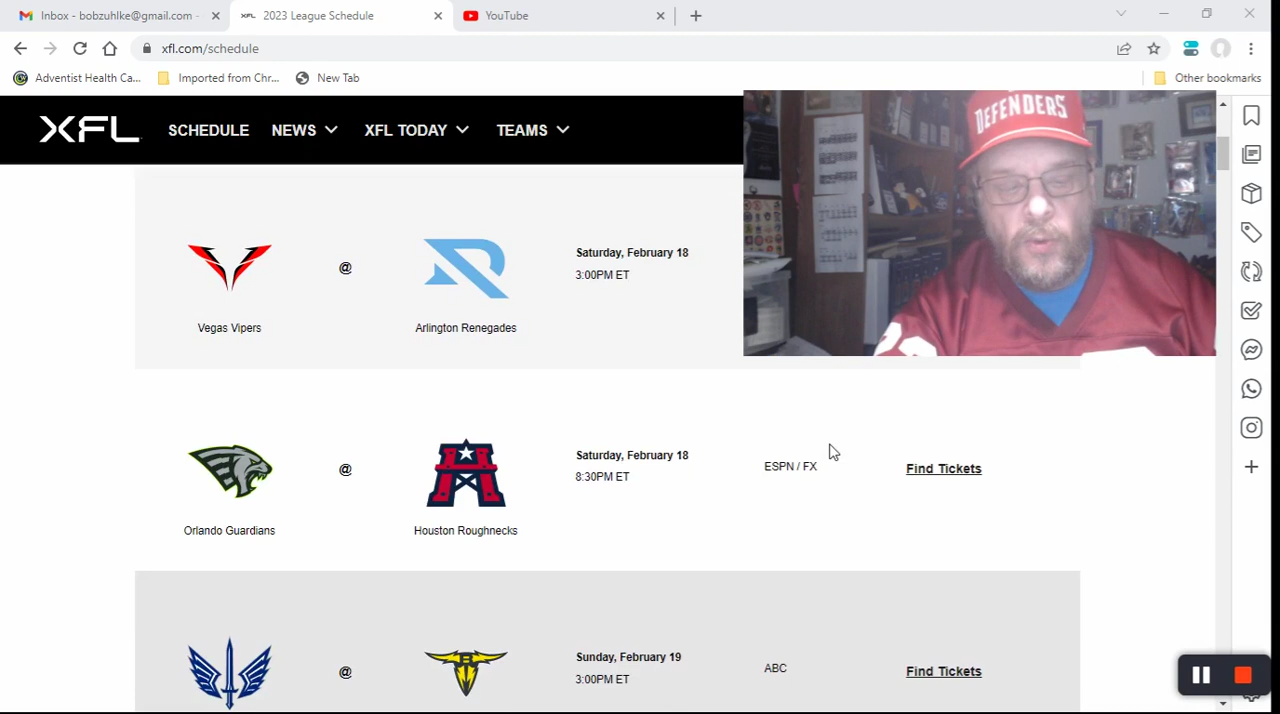 Inbox - bobzuhlke@gmail.com -
2023 League Schedule
YouTube
xfl.com/schedule
Adventist Health Ca...
Imported from Chr...
New Tab
Other bookmarks
XFL
SCHEDULE
NEWS
XFL TODAY
TEAMS
DEFENDERS
@
Saturday, February 18
3:00PM ET
Vegas Vipers
Arlington Renegades
@
Saturday, February 18
8:30PM ET
ESPN / FX
Find Tickets
Orlando Guardians
Houston Roughnecks
@
Sunday, February 19
3:00PM ET
ABC
Find Tickets